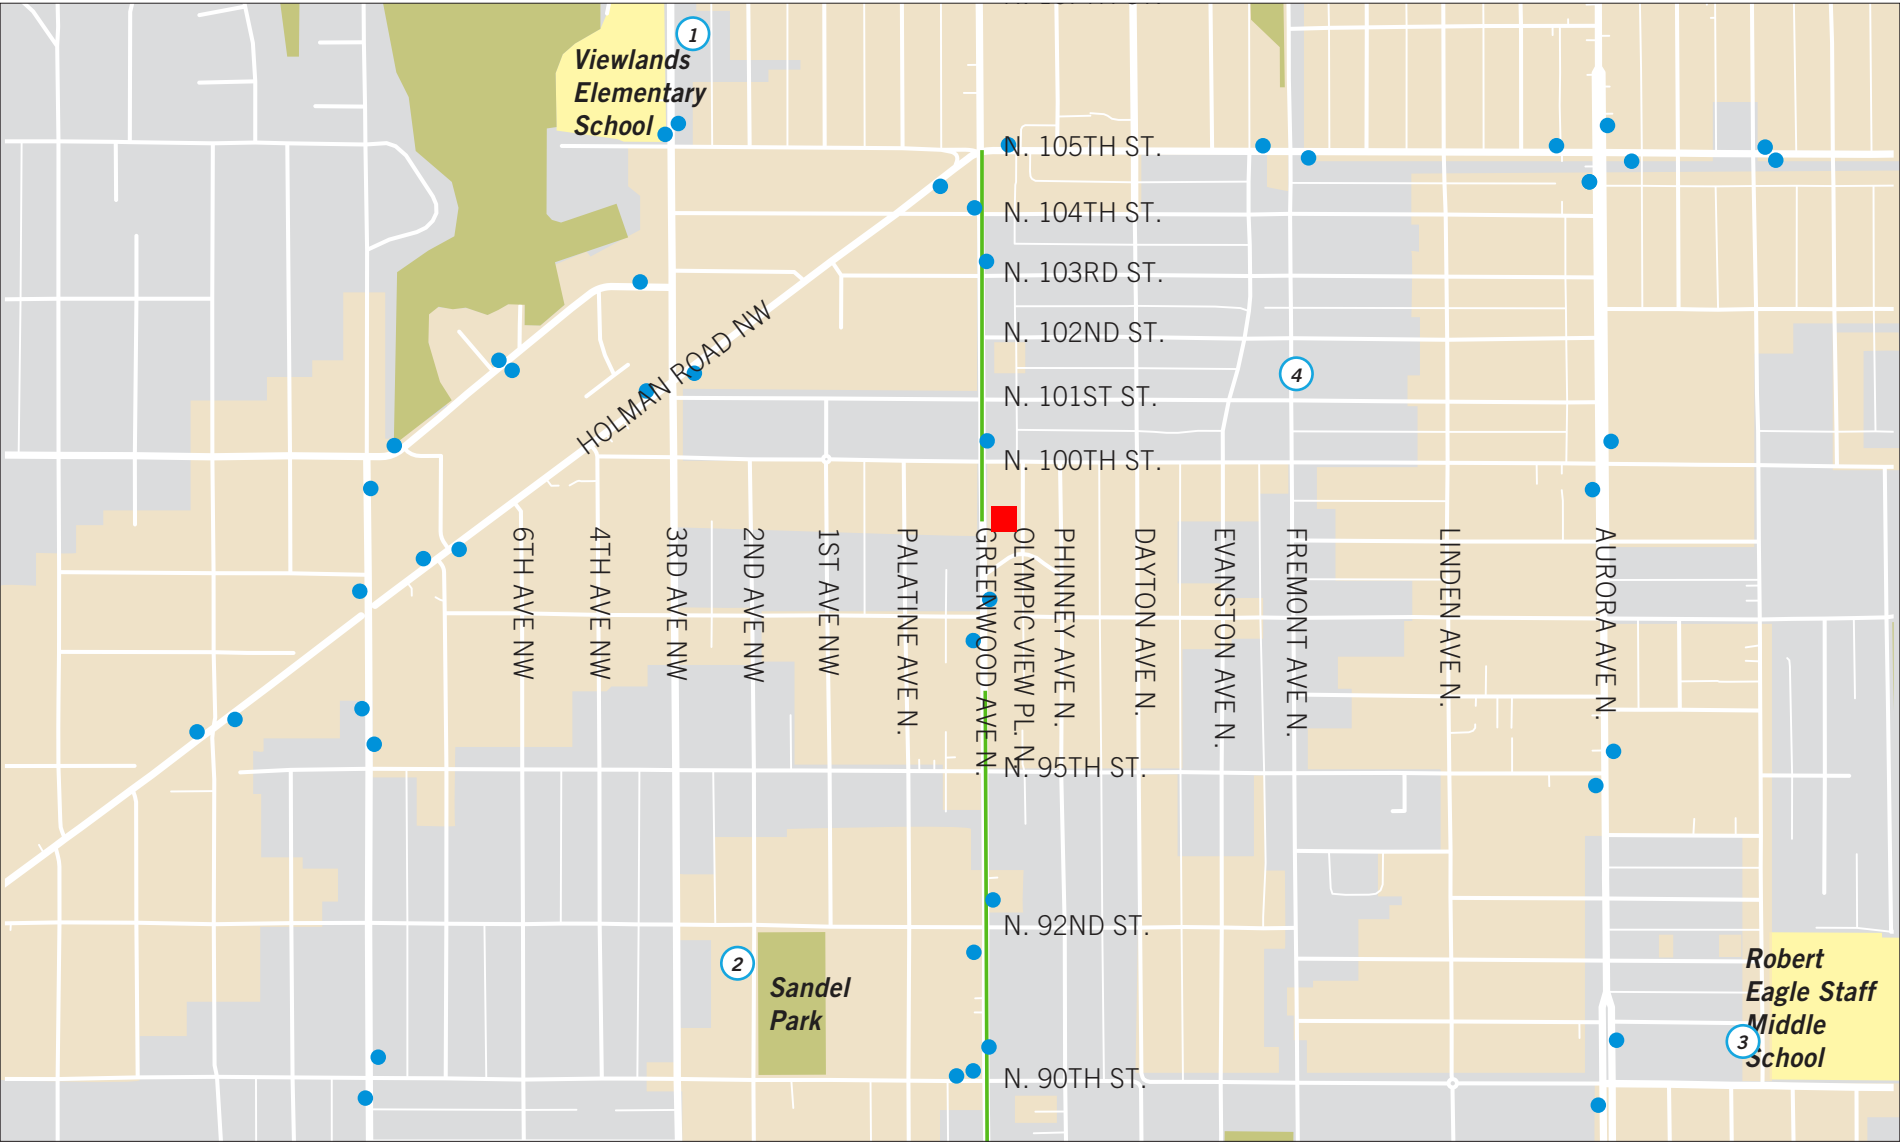 1
Viewlands
Elementary
School
N. 105TH ST.
N. 104TH ST.
N. 103RD ST.
HOLMAN ROAD NW
N. 102ND ST.
4
N. 101ST ST.
N. 100TH ST.
6TH AVE NW
4TH AVE NW
3RD AVE NW
2ND AVE NW
1ST AVE NW
PALATINE AVE N.
GREENWOOD AVE N.
OLYMPIC VIEW PL. N.
PHINNEY AVE N.
DAYTON AVE N.
EVANSTON AVE N.
FREMONT AVE N.
LINDEN AVE N.
AURORA AVE N.
N. 95TH ST.
N. 92ND ST.
2
Sandel
Park
Robert
Eagle Staff
Middle
School
3
N. 90TH ST.